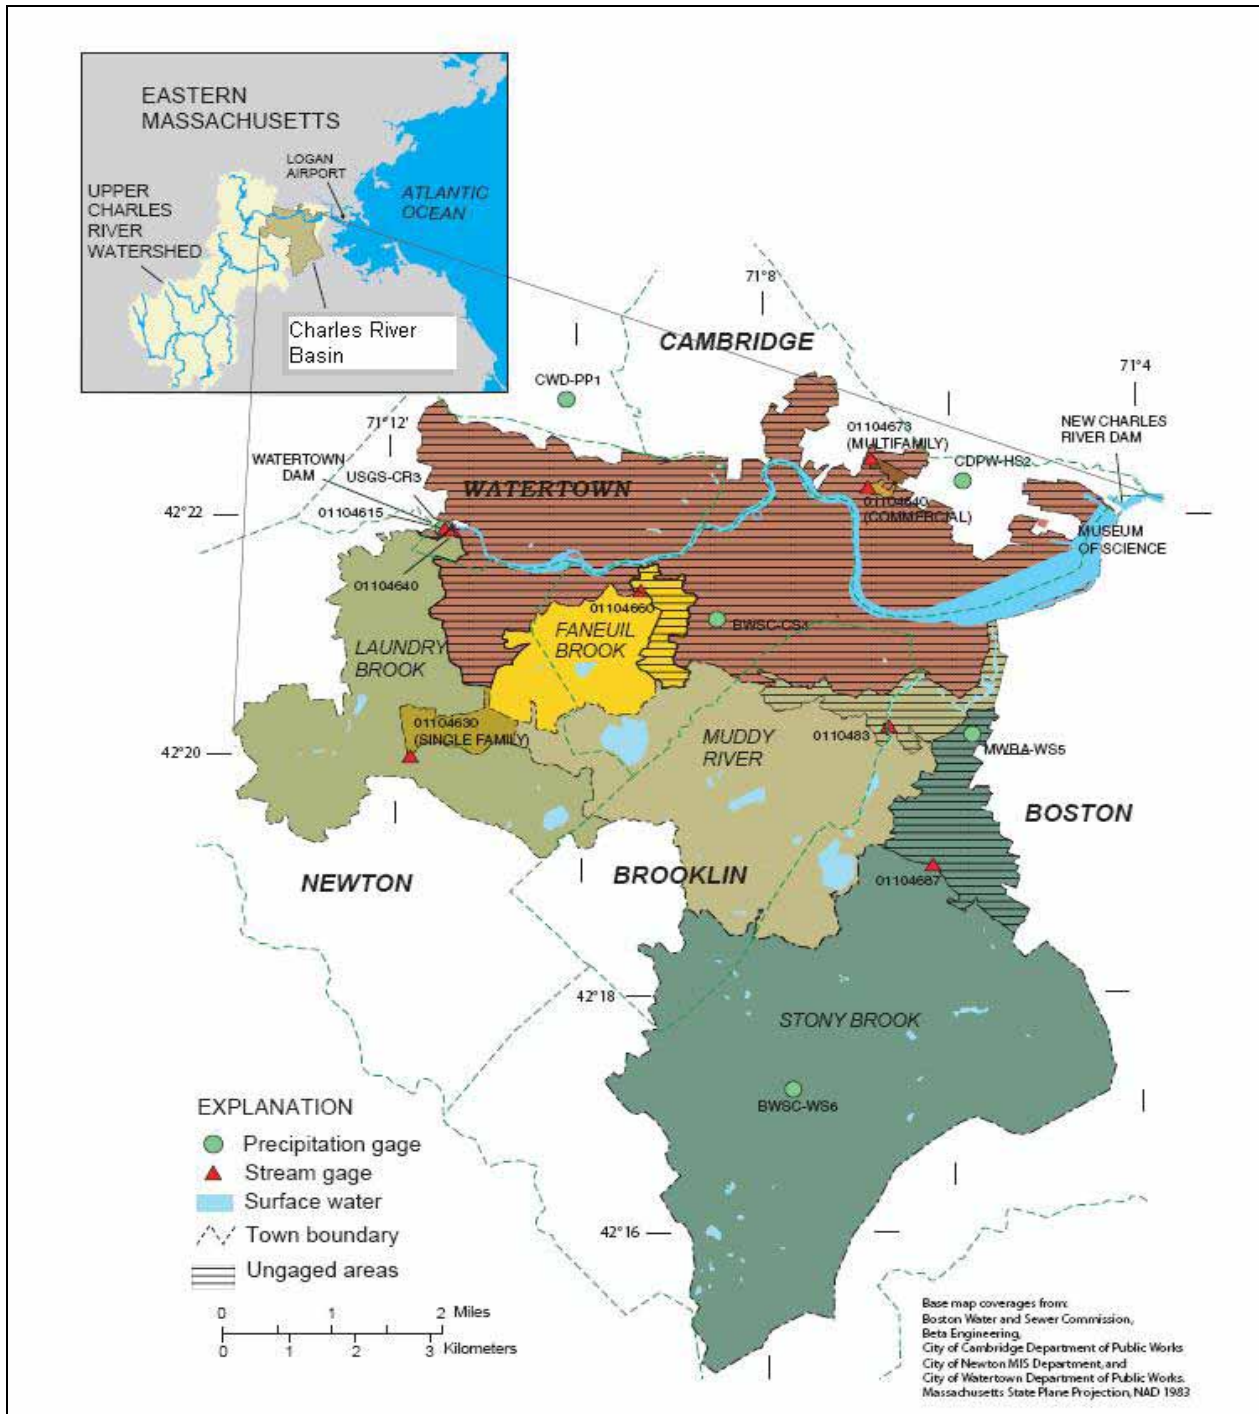 EASTERN
MASSACHUSETTS
LOGAN
AIRPORT
UPPER
CHARLES
RIVER
WATERSHED
ATLANTIC
OCEAN
Charles River
Basin
71°8'
CAMBRIDGE
71°4
CWD-PP1
71°12'
NEW CHARLES
RIVER DAM
01104673
(MULTIFAMILY)
WATERTOWN
DAM
USGS-CR3
CDPW-HS2
WATERTOWN
01104640
(COMMERCIAL)
42°22
01104615
MUSEUM
OF SCIENCE
01104640
01104660
BWSC-CS4
FANEUIL
BROOK
LAUNDRY
BROOK
01104630
(SINGLE FAMILY)
42°20
MUDDY
RIVER
0110483
MWRA-WS5
BOSTON
NEWTON
BROOKLIN
01104687
42°18
STONY BROOK
BWSC-WS6
42°16
EXPLANATION
Precipitation gage
Stream gage
Surface water
Town boundary
Ungaged areas
0 1 2 Miles
0 1 2 3 Kilometers
Base map coverages from:
Boston Water and Sewer Commission,
Beta Engineering,
City of Cambridge Department of Public Works
City of Newton MIS Department, and
City of Watertown Department of Public Works.
Massachusetts State Plane Projection, NAD 1983